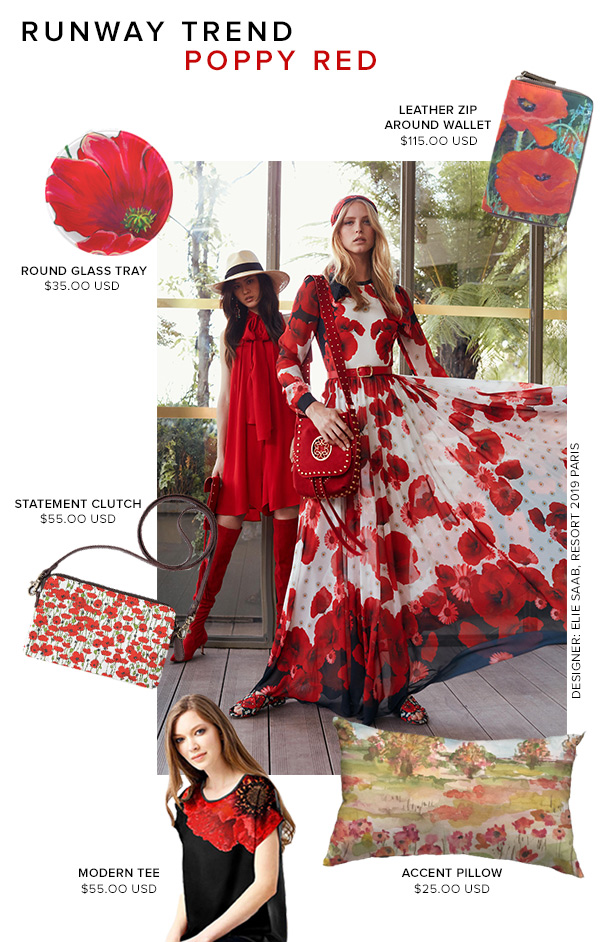 RUNWAY TREND
POPPY RED
LEATHER ZIP
AROUND WALLET
$115.00 USD
ROUND GLASS TRAY
$35.00 USD
STATEMENT CLUTCH
$55.00 USD
DESIGNER: ELIE SAAB, RESORT 2019 PARIS
MODERN TEE
$55.00 USD
ACCENT PILLOW
$25.00 USD